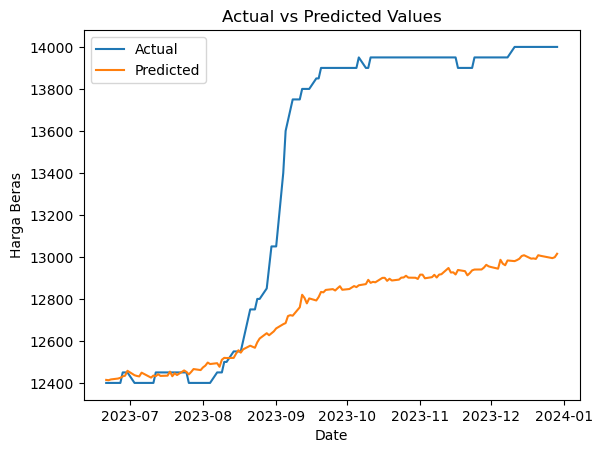 Actual vs Predicted Values
Actual
Predicted
14000
13800
13600
13400
13200
13000
12800
12600
12400
Harga Beras
2023-07 2023-08 2023-09 2023-10 2023-11 2023-12 2024-01
Date